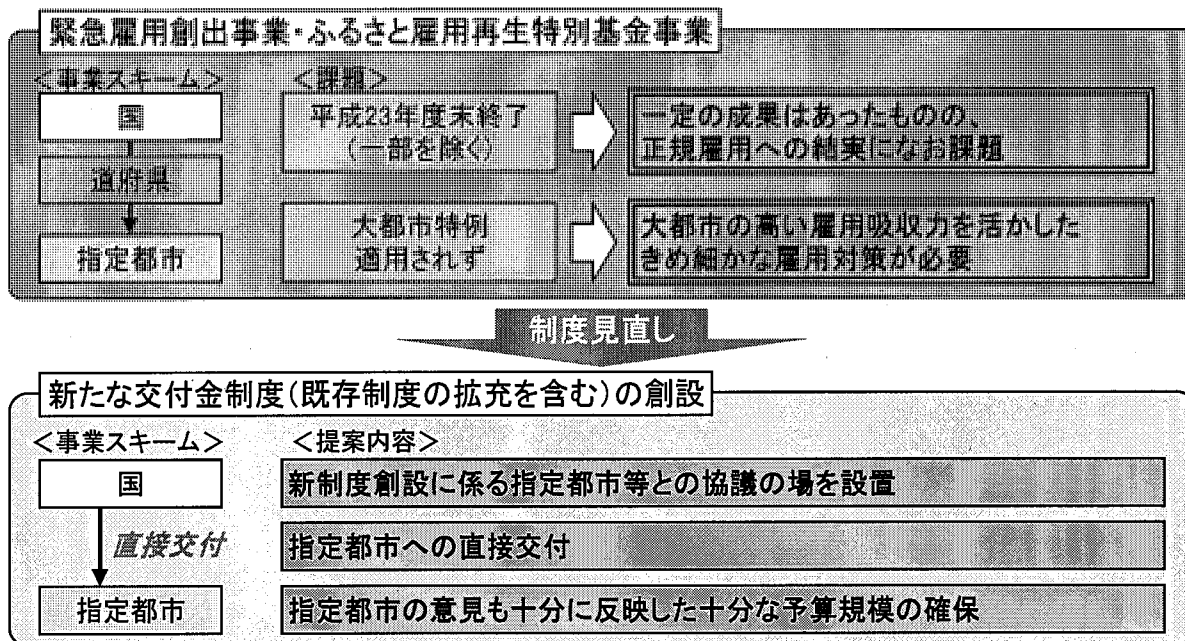 緊急雇用創出事業・ふるさと雇用再生特別基金事業
＜事業スキーム＞
国
道府県
指定都市
＜課題＞
平成23年度末終了
(一部を除く)
一定の成果はあったものの、
正規雇用への結実になお課題
大都市特例
適用されず
大都市の高い雇用吸収力を活かした
きめ細かな雇用対策が必要
制度見直し
新たな交付金制度(既存制度の拡充を含む)の創設
＜事業スキーム＞
国
直接交付
指定都市
＜提案内容＞
新制度創設に係る指定都市等との協議の場を設置
指定都市への直接交付
指定都市の意見も十分に反映した十分な予算規模の確保